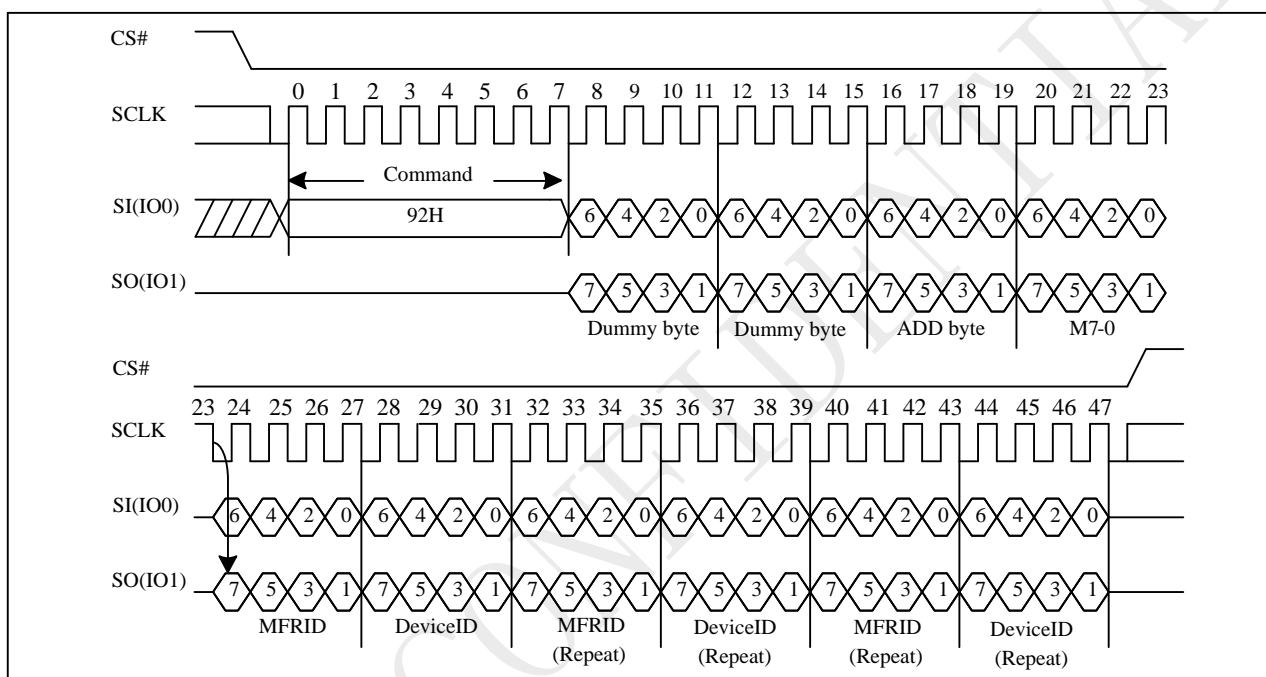 CS#
0 1 2 3 4 5 6 7 8 9 10 11 12 13 14 15 16 17 18 19 20 21 22 23
SCLK
Command
SI(IO0) 92H 6 4 2 0 6 4 2 0 6 4 2 0 6 4 2 0
SO(IO1) 7 5 3 1 7 5 3 1 7 5 3 1 7 5 3 1
Dummy byte Dummy byte ADD byte M7-0
CS#
23 24 25 26 27 28 29 30 31 32 33 34 35 36 37 38 39 40 41 42 43 44 45 46 47
SCLK
SI(IO0) 6 4 2 0 6 4 2 0 6 4 2 0 6 4 2 0 6 4 2 0 6 4 2 0
SO(IO1) 7 5 3 1 7 5 3 1 7 5 3 1 7 5 3 1 7 5 3 1 7 5 3 1
MFRID DeviceID MFRID DeviceID MFRID DeviceID
(Repeat) (Repeat) (Repeat) (Repeat)
CONFIDENTIA